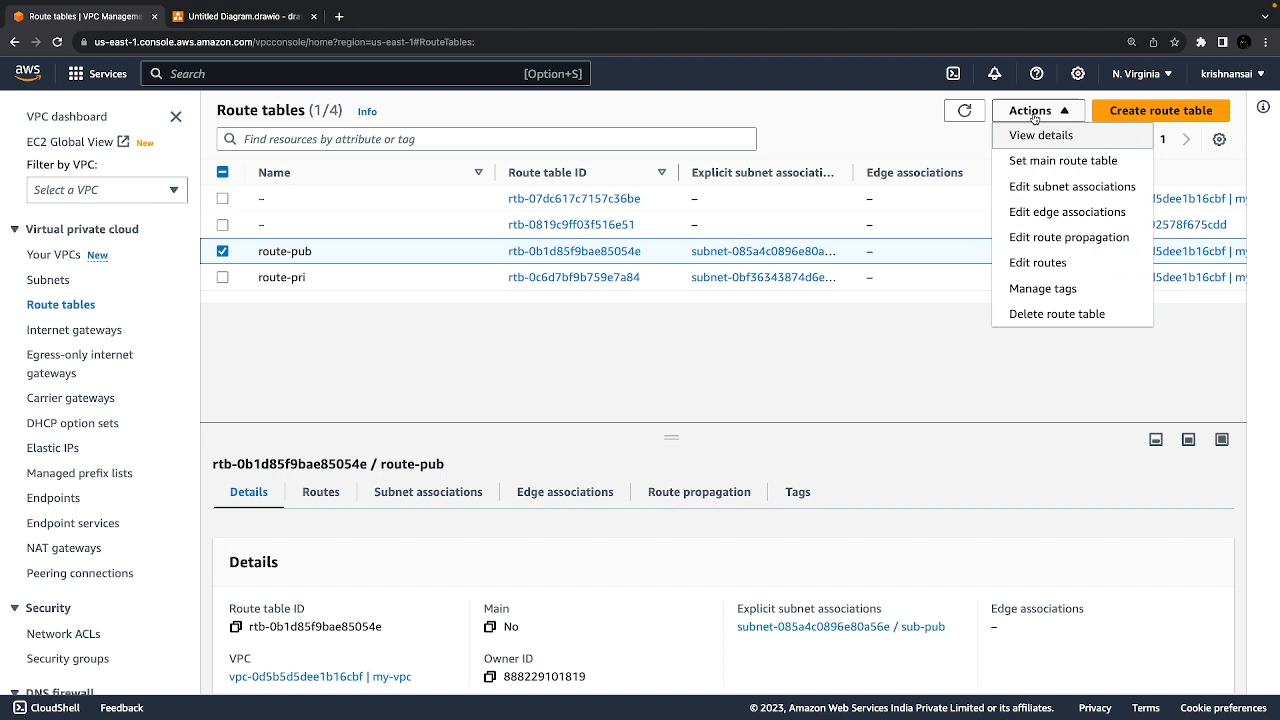 Route tables | VPC Manageme
Untitled Diagram.drawio - dra
us-east-1.console.aws.amazon.com/vpcconsole/home?region=us-east-1#RouteTables:
aws
Services
Search
[Option+S]
N. Virginia
krishnansai
VPC dashboard
EC2 Global View
New
Filter by VPC:
Select a VPC
Virtual private cloud
Your VPCs
New
Subnets
Route tables
Internet gateways
Egress-only internet
gateways
Carrier gateways
DHCP option sets
Elastic IPs
Managed prefix lists
Endpoints
Endpoint services
NAT gateways
Peering connections
Security
Network ACLs
Security groups
DNS firewall
Route tables (1/4)
Info
Actions
Create route table
Find resources by attribute or tag
1
View details
Set main route table
Edit subnet associations
Edit edge associations
Edit route propagation
Edit routes
Manage tags
Delete route table
Name
Route table ID
Explicit subnet associati...
Edge associations
– rtb-07dc617c7157c36be – – 5dee1b16cbf | my
– rtb-0819c9ff03f516e51 – – 2578f675cdd
route-pub rtb-0b1d85f9bae85054e subnet-085a4c0896e80a... – 5dee1b16cbf | my
route-pri rtb-0c6d7bf9b759e7a84 subnet-0bf36343874d6e... – 5dee1b16cbf | my
rtb-0b1d85f9bae85054e / route-pub
Details
Routes
Subnet associations
Edge associations
Route propagation
Tags
Details
Route table ID
rtb-0b1d85f9bae85054e
Main
No
Explicit subnet associations
subnet-085a4c0896e80a56e / sub-pub
Edge associations
–
VPC
vpc-0d5b5d5dee1b16cbf | my-vpc
Owner ID
888229101819
CloudShell
Feedback
© 2023, Amazon Web Services India Private Limited or its affiliates.
Privacy
Terms
Cookie preferences